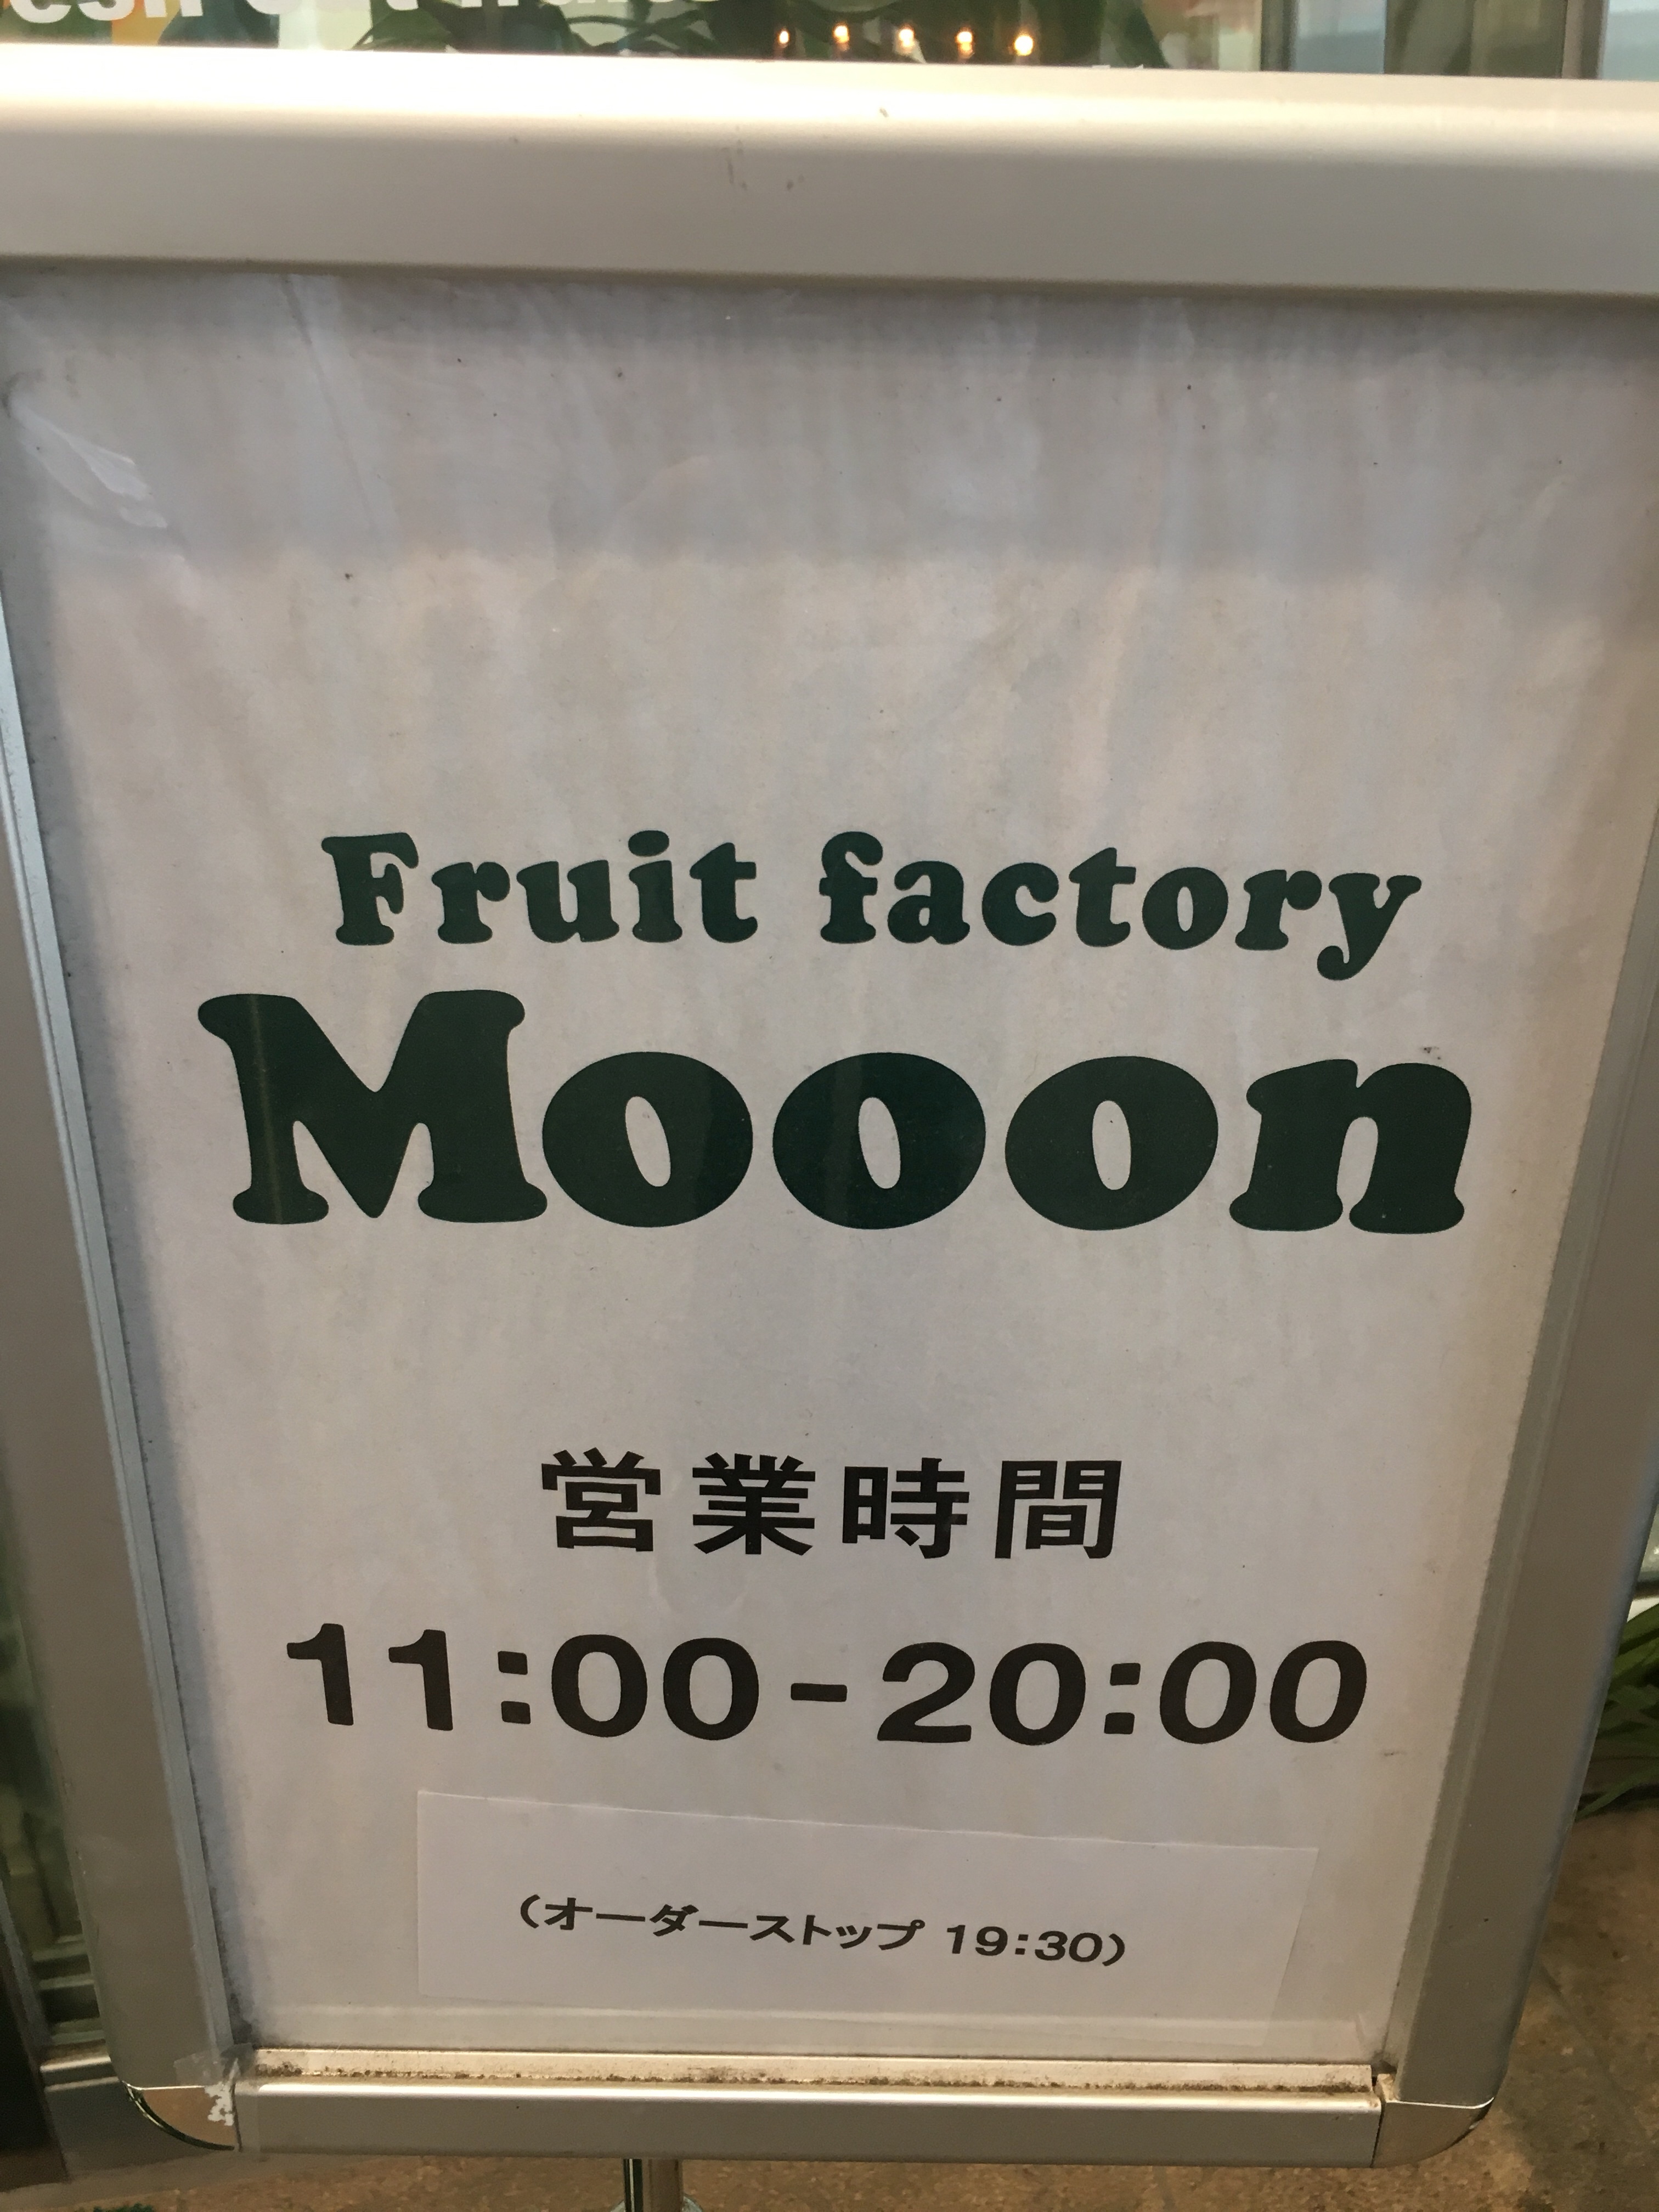 Fruit factory
Mooon
営業時間
11:00-20:00
(オーダーストップ 19:30)